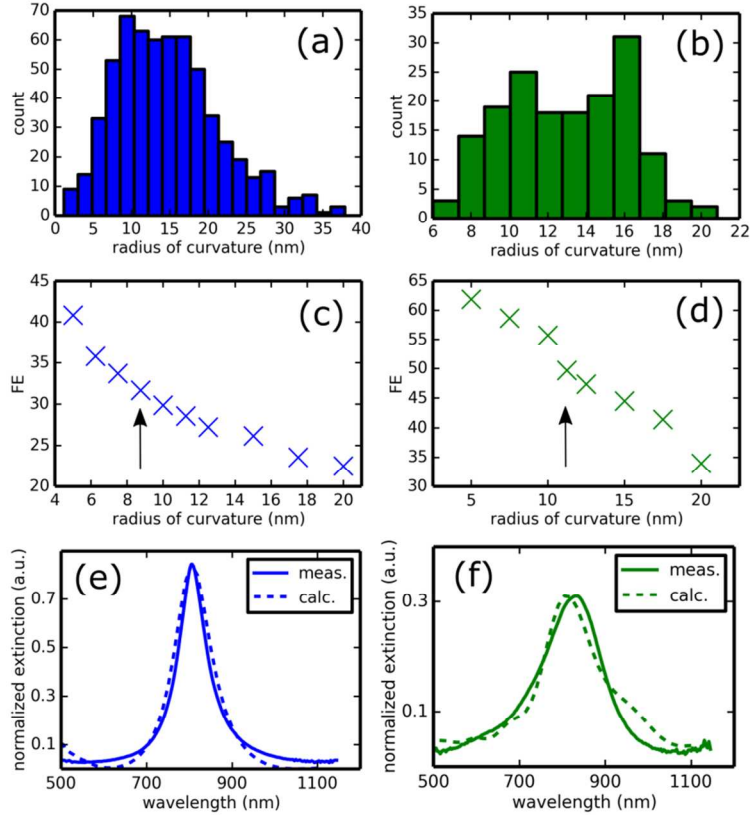 (a)
70
60
50
40
30
20
10
0
count
0 5 10 15 20 25 30 35 40
radius of curvature (nm)
(b)
35
30
25
20
15
10
5
0
count
6 8 10 12 14 16 18 20 22
radius of curvature (nm)
(c)
45
40
35
30
25
20
FE
4 6 8 10 12 14 16 18 20
radius of curvature (nm)
(d)
65
60
55
50
45
40
35
30
FE
5 10 15 20
radius of curvature (nm)
(e)
meas.
calc.
0.7
0.5
0.3
0.1
normalized extinction (a.u.)
500 700 900 1100
wavelength (nm)
(f)
meas.
calc.
0.3
0.1
normalized extinction (a.u.)
500 700 900 1100
wavelength (nm)